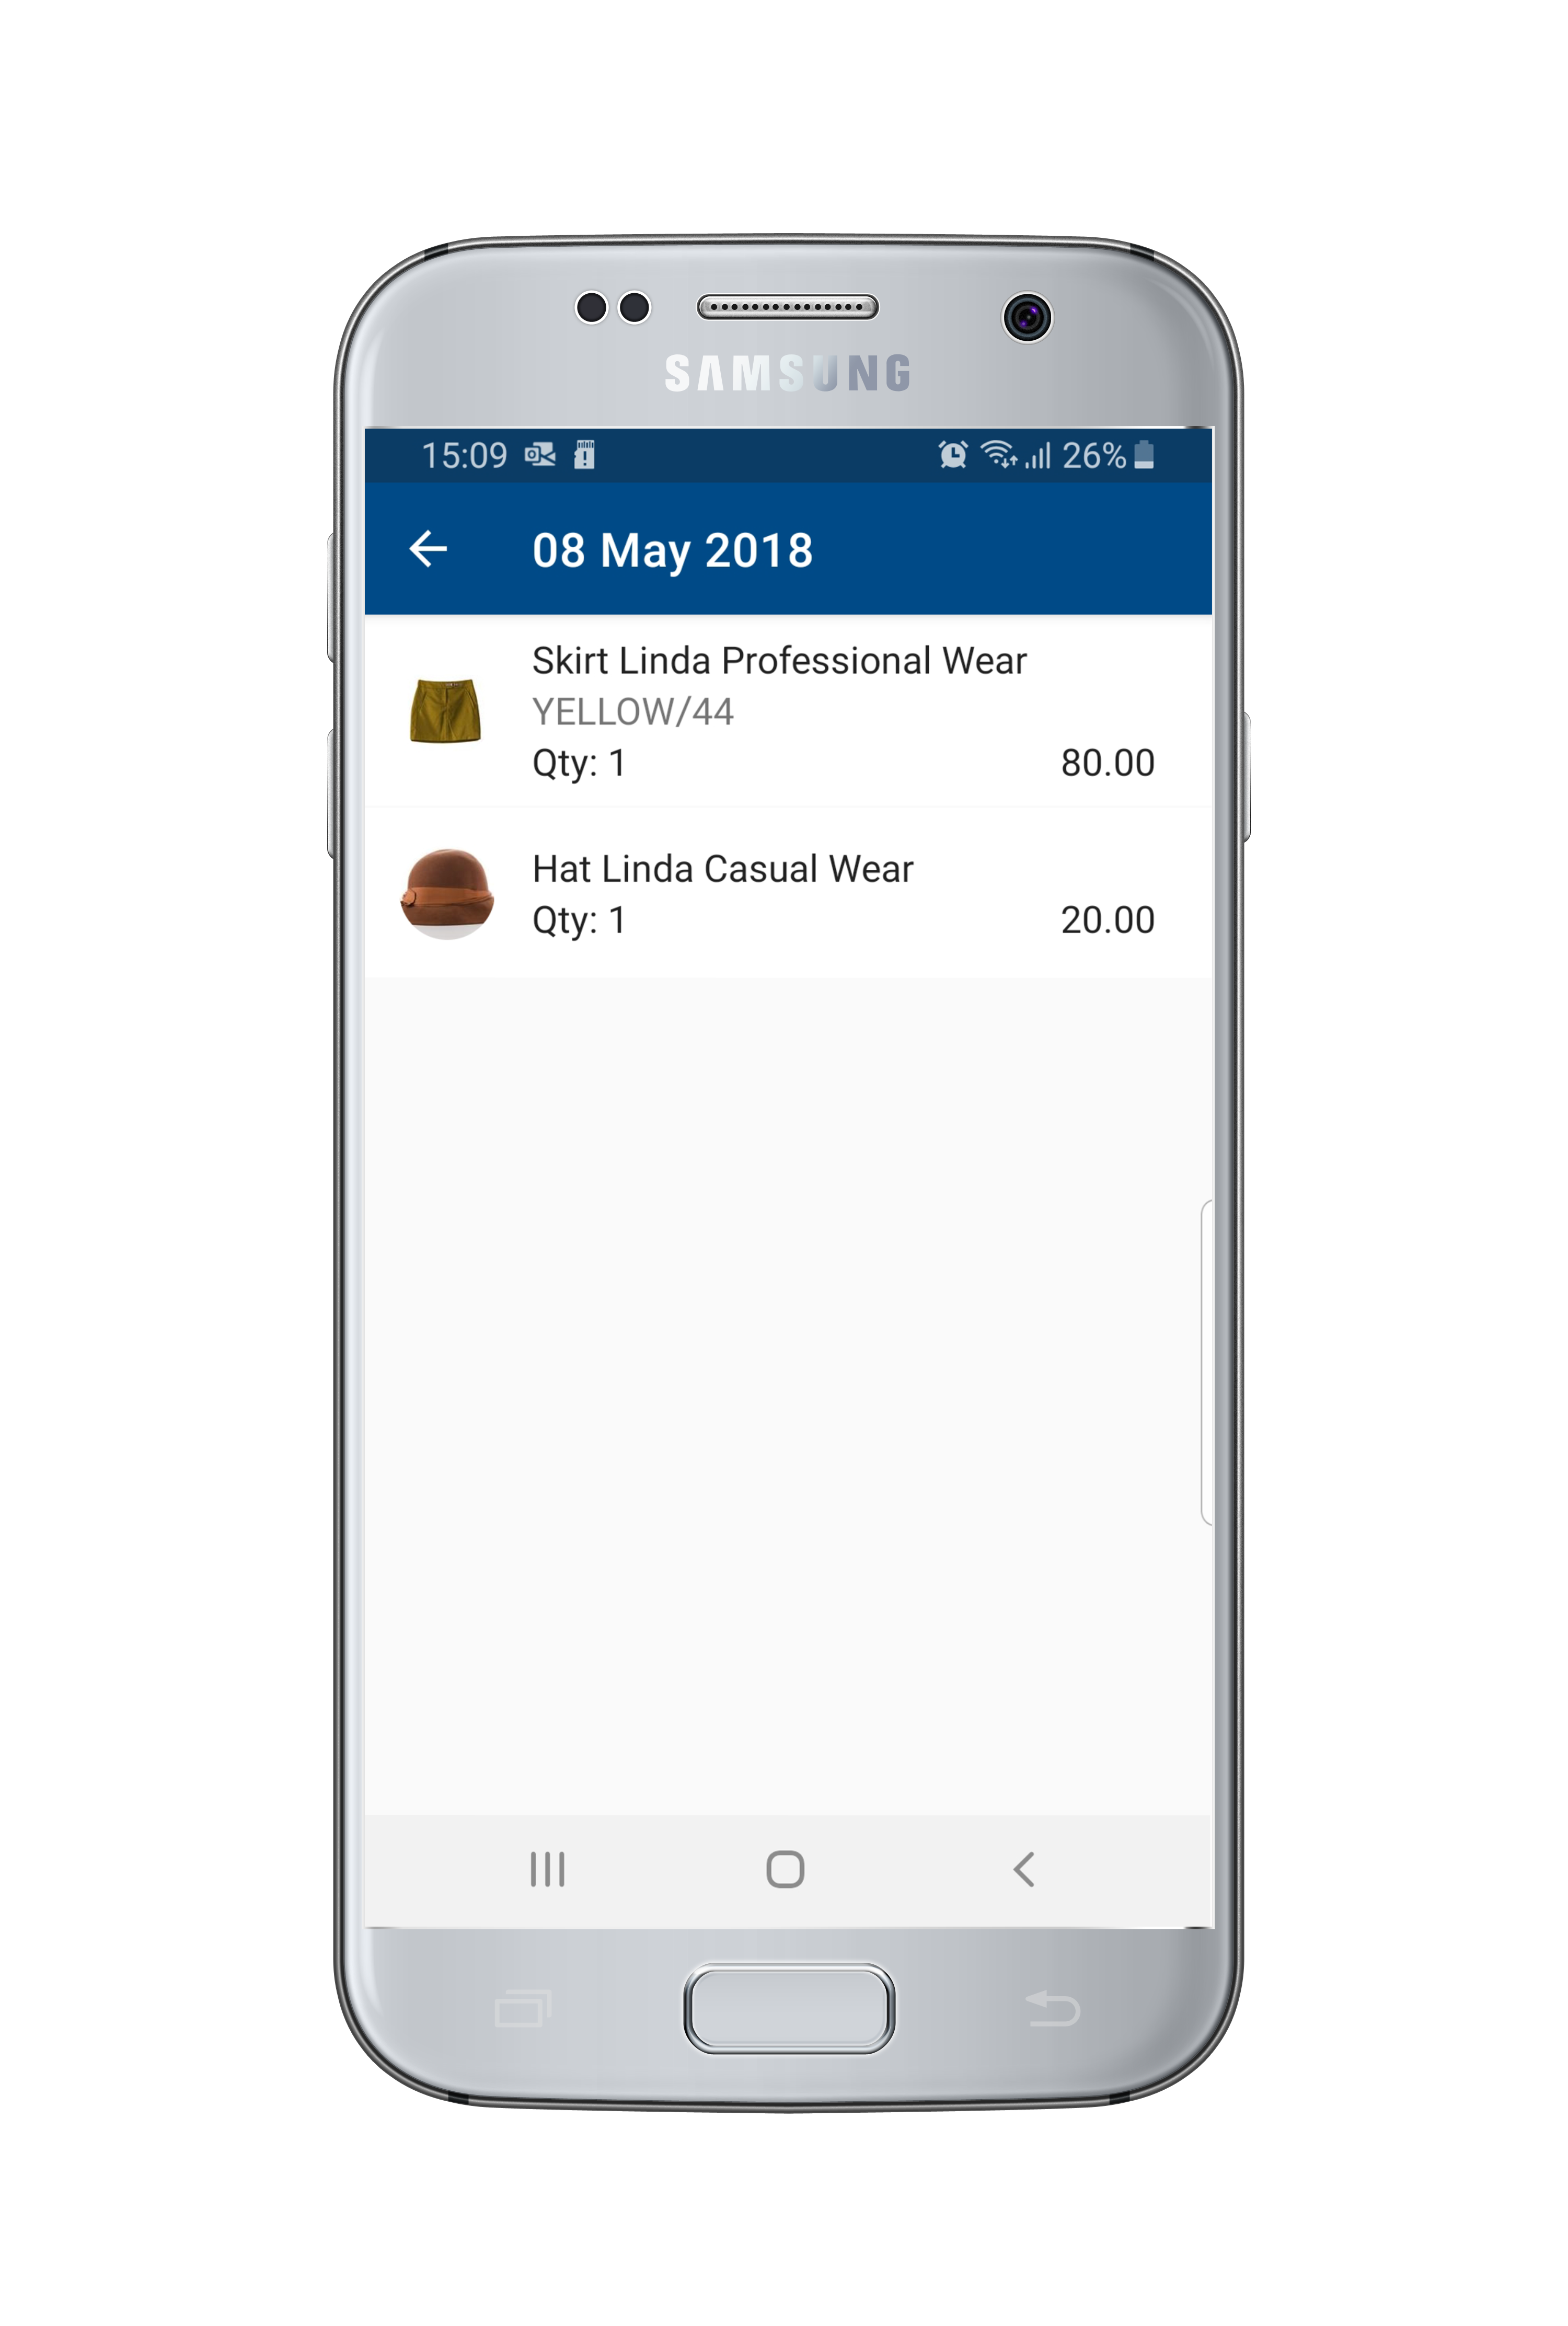 SAMSUNG
15:09 26%
08 May 2018
Skirt Linda Professional Wear
YELLOW/44
Qty: 1 80.00
Hat Linda Casual Wear
Qty: 1 20.00